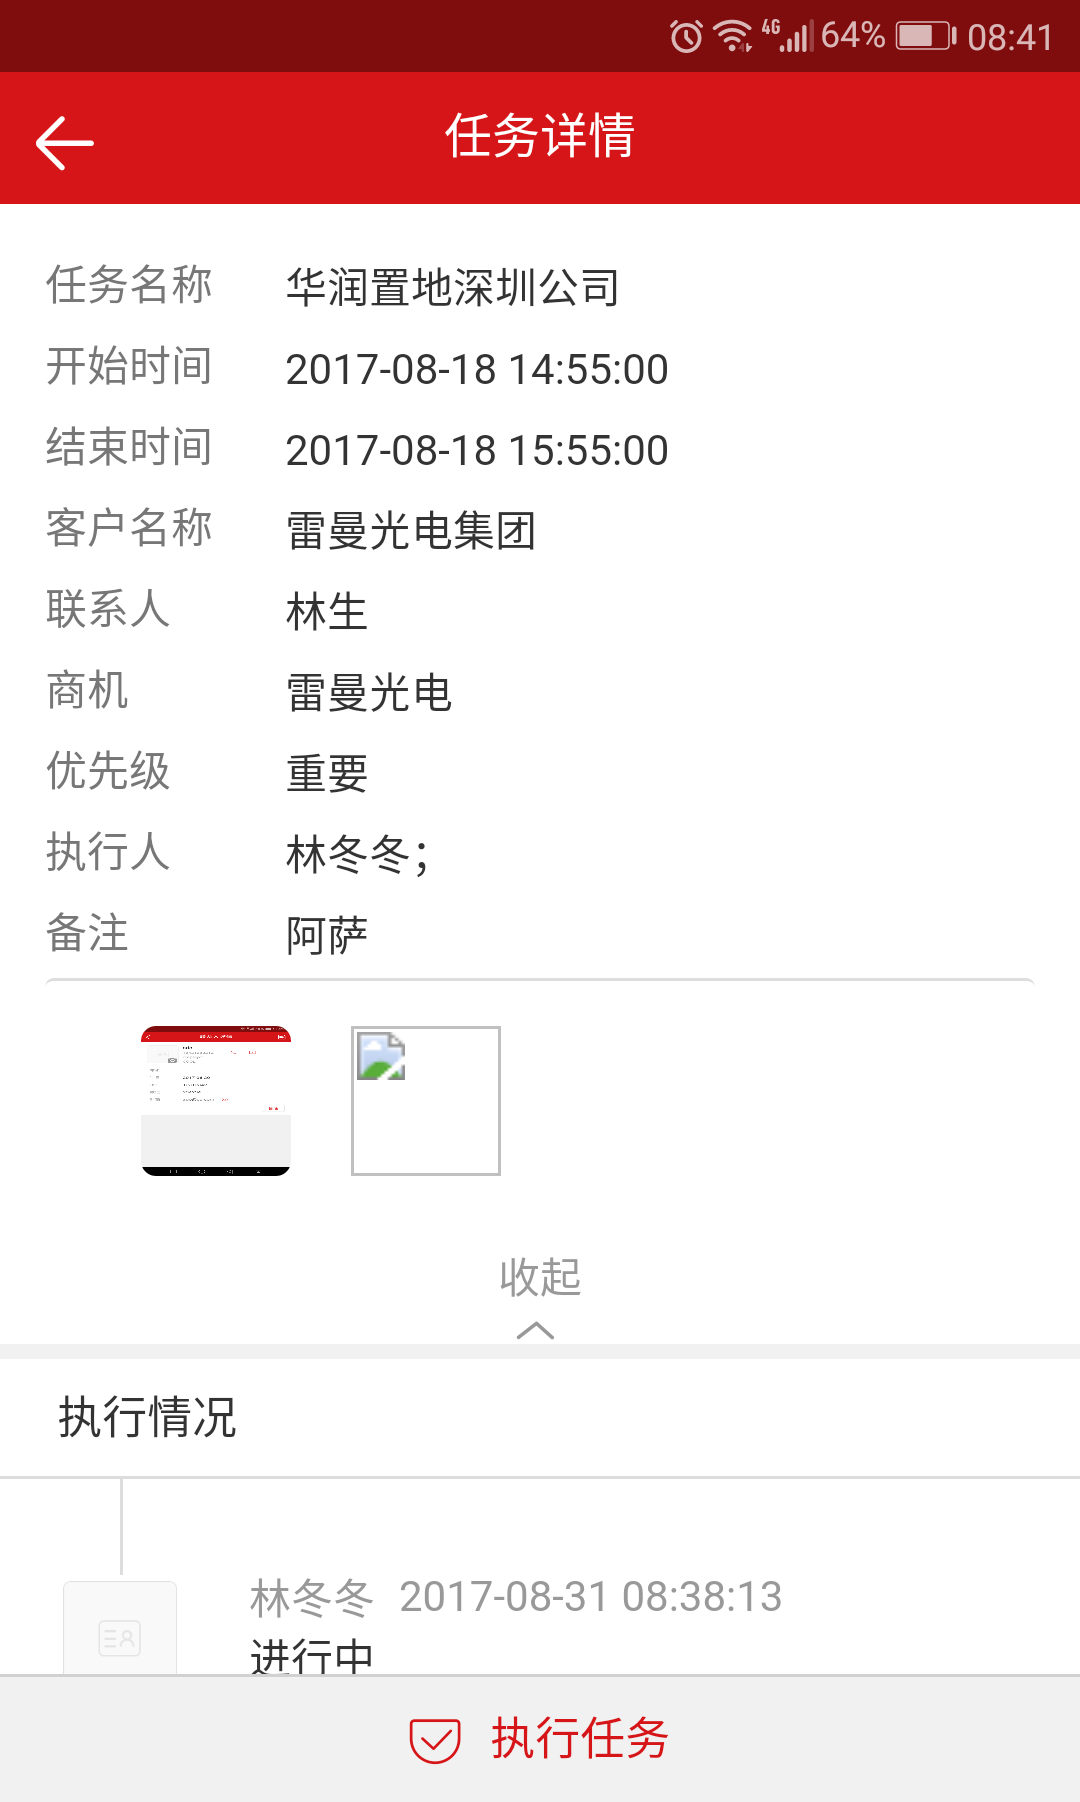 4G 64% 08:41
任务详情
任务名称 华润置地深圳公司
开始时间 2017-08-18 14:55:00
结束时间 2017-08-18 15:55:00
客户名称 雷曼光电集团
联系人 林生
商机 雷曼光电
优先级 重要
执行人 林冬冬;
备注 阿萨
收起
执行情况
林冬冬 2017-08-31 08:38:13
进行中
执行任务